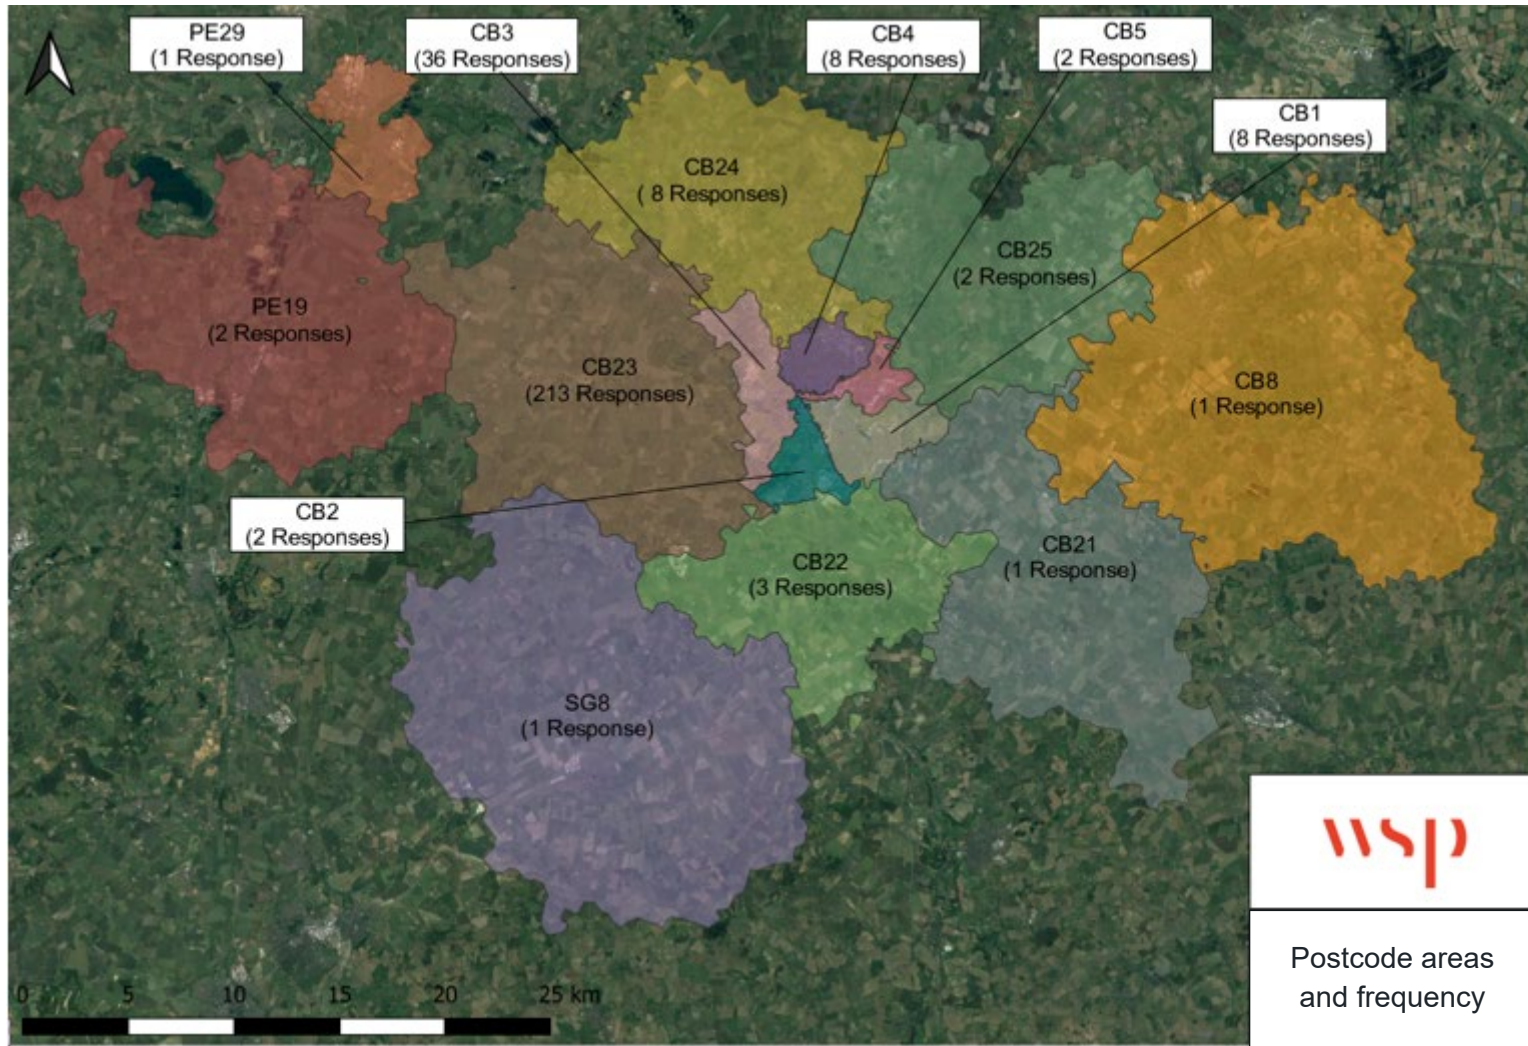 PE29
(1 Response)
CB3
(36 Responses)
CB4
(8 Responses)
CB5
(2 Responses)
CB1
(8 Responses)
CB24
( 8 Responses)
CB25
(2 Responses)
PE19
(2 Responses)
CB23
(213 Responses)
CB8
(1 Response)
CB2
(2 Responses)
CB22
(3 Responses)
CB21
(1 Response)
SG8
(1 Response)
wsp
Postcode areas
and frequency
0 5 10 15 20 25 km